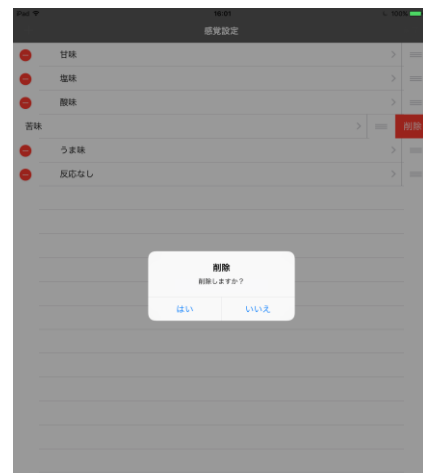 iPad 16:01 100%
感覚設定
甘味
塩味
酸味
苦味 削除
うま味
反応なし
削除
削除しますか？
はい いいえ